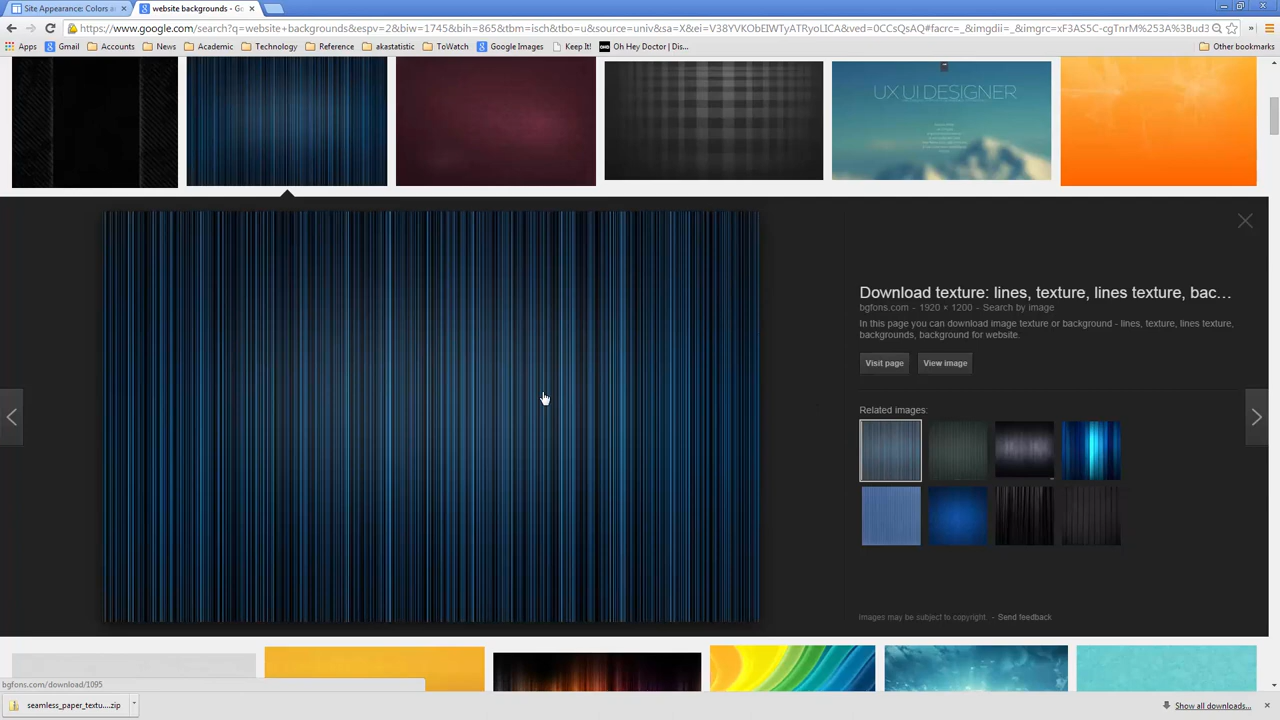 Site Appearance: Colors a
website backgrounds - Go
https://www.google.com/search?q=website+backgrounds&espv=2&biw=1745&bih=865&tbm=isch&tbo=u&source=univ&sa=X&ei=V38YVKObEIWTyATRyoLICA&ved=0CCsQsAQ#facrc=_&imgdii=_&imgrc=xF3AS5C-cgTnrM%253A%3Bud3
Apps
Gmail
Accounts
News
Academic
Technology
Reference
akastatistic
ToWatch
Google Images
Keep It!
Oh Hey Doctor | Dis...
Other bookmarks
UX UI DESIGNER
Download texture: lines, texture, lines texture, bac...
bgfons.com - 1920 × 1200 - Search by image
In this page you can download image texture or background - lines, texture, lines texture,
backgrounds, background for website.
Visit page
View image
Related images:
Images may be subject to copyright. - Send feedback
bgfons.com/download/1095
seamless_paper_textu....zip
Show all downloads...